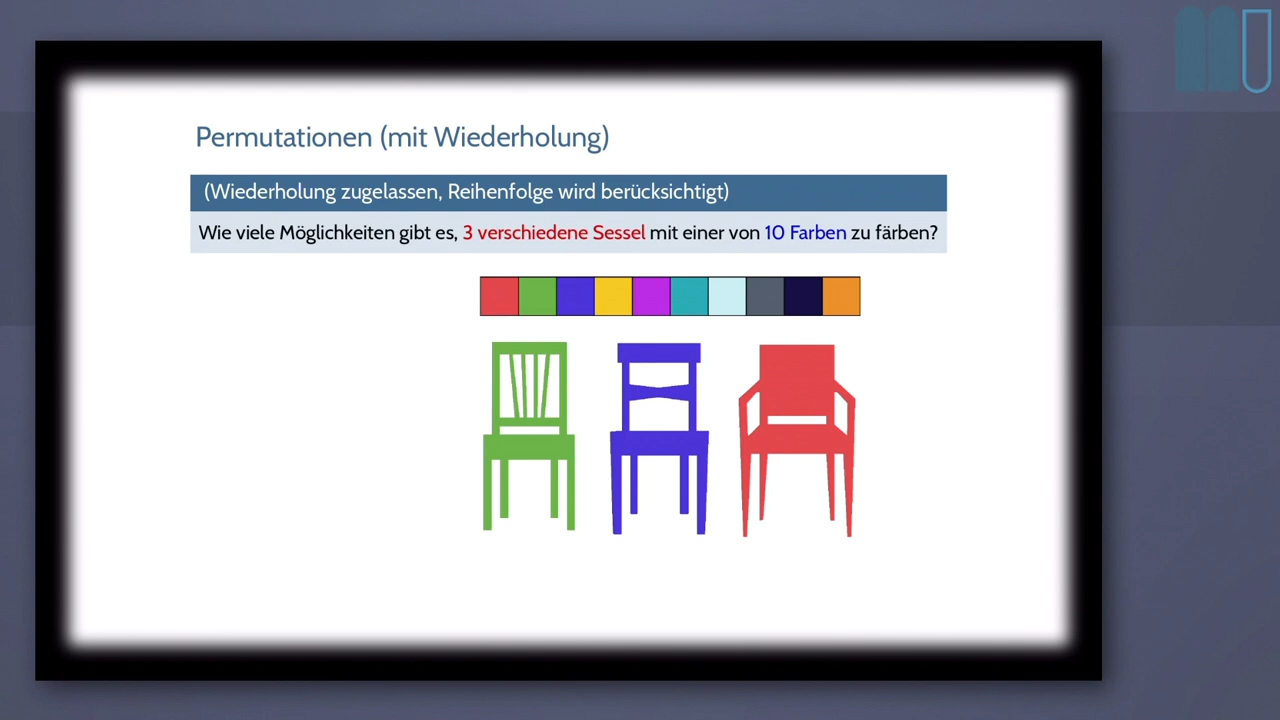 Permutationen (mit Wiederholung)
(Wiederholung zugelassen, Reihenfolge wird berücksichtigt)
Wie viele Möglichkeiten gibt es, 3 verschiedene Sessel mit einer von 10 Farben zu färben?